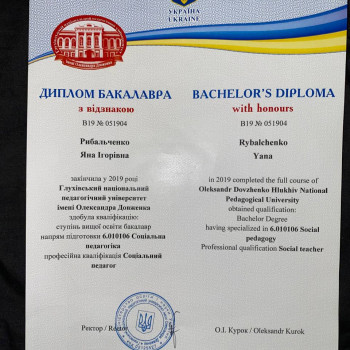 УКРАЇНА
UKRAINE
ДИПЛОМ БАКАЛАВРА
з відзнакою
В19 № 051904
Рибальченко
Яна Ігорівна
закінчила у 2019 році
Глухівський національний
педагогічний університет
імені Олександра Довженка
здобула кваліфікацію:
ступінь вищої освіти бакалавр
напрям підготовки 6.010106 Соціальна
педагогіка
професійна кваліфікація Соціальний
педагог
BACHELOR'S DIPLOMA
with honours
B19 № 051904
Rybalchenko
Yana
in 2019 completed the full course of
Oleksandr Dovzhenko Hlukhiv National
Pedagogical University
obtained qualification:
Bachelor Degree
having specialized in 6.010106 Social
pedagogy
Professional qualification Social teacher
Ректор / Rector
О.І. Курок / Oleksandr Kurok